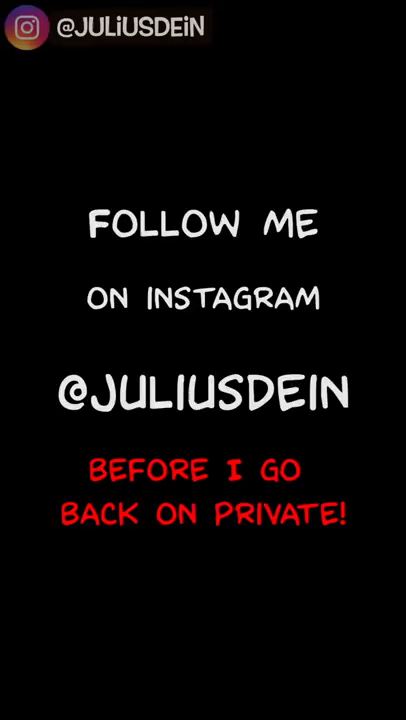 @JULiUSDEiN
FOLLOW ME
ON INSTAGRAM
@JULIUSDEIN
BEFORE I GO
BACK ON PRIVATE!